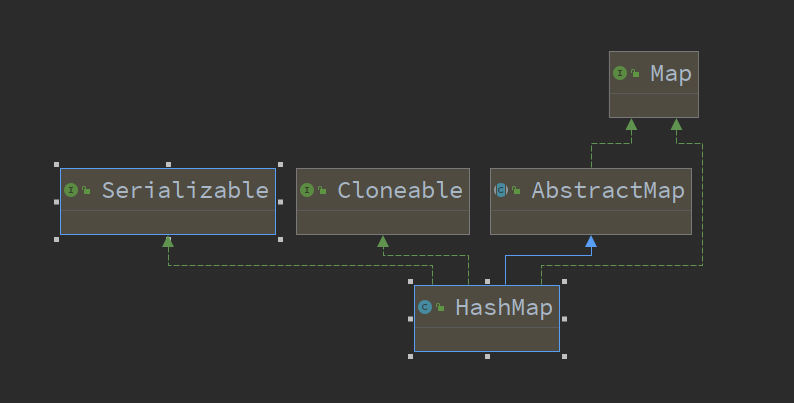 Map
Serializable
Cloneable
AbstractMap
HashMap